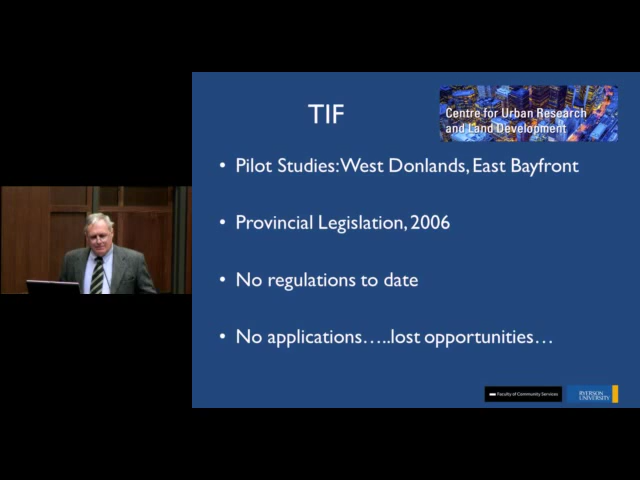 TIF
Centre for Urban Research
and Land Development
• Pilot Studies:West Donlands, East Bayfront
• Provincial Legislation, 2006
• No regulations to date
• No applications…..lost opportunities…
Faculty of Community Services
RYERSON
UNIVERSITY